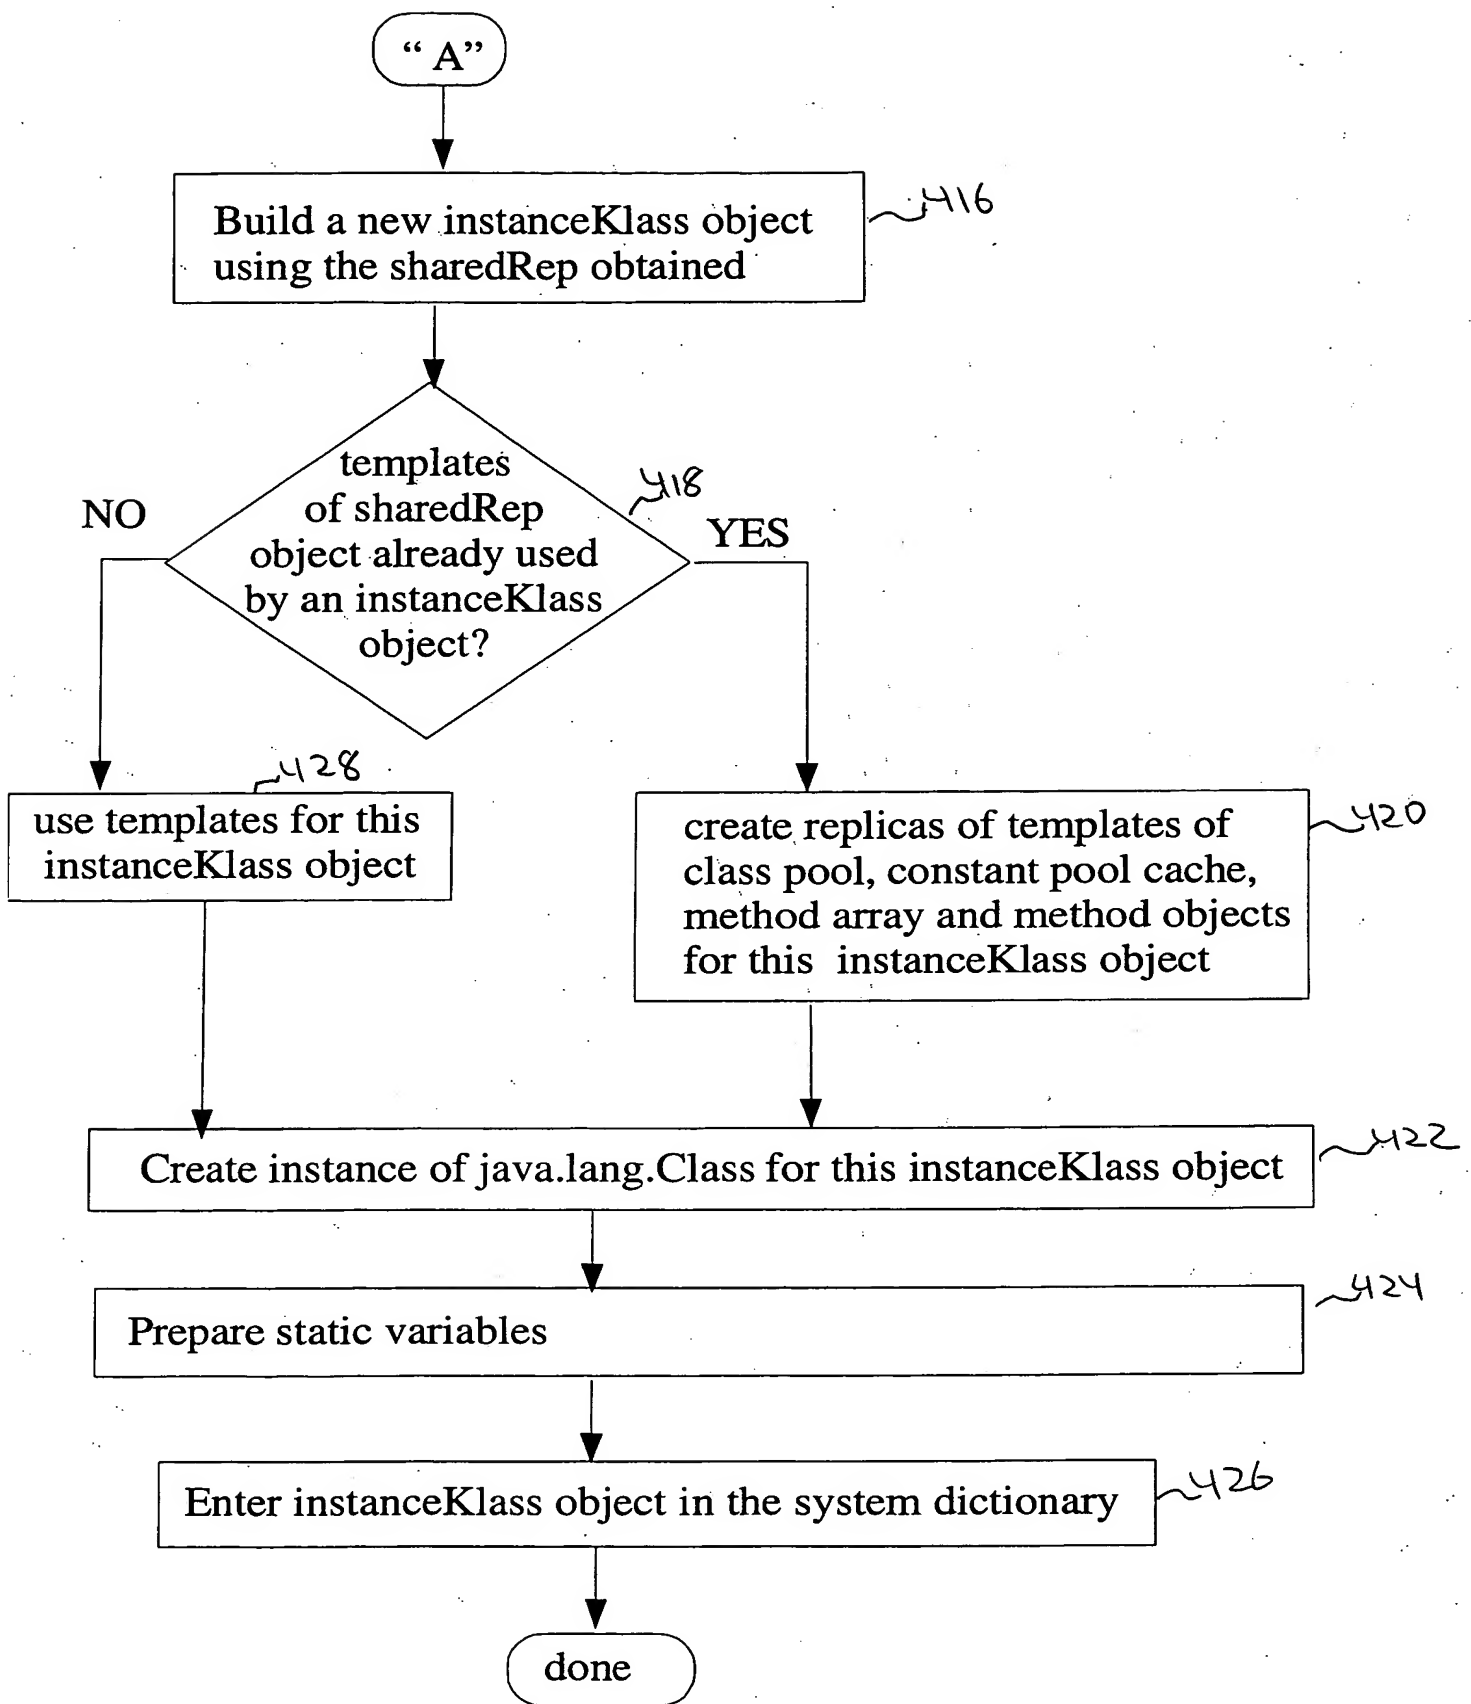 “ A”
Build a new instanceKlass object
using the sharedRep obtained
416
templates
of sharedRep
object already used
by an instanceKlass
object?
418
NO
YES
428
use templates for this
instanceKlass object
create replicas of templates of
class pool, constant pool cache,
method array and method objects
for this instanceKlass object
420
Create instance of java.lang.Class for this instanceKlass object
422
Prepare static variables
424
Enter instanceKlass object in the system dictionary
426
done